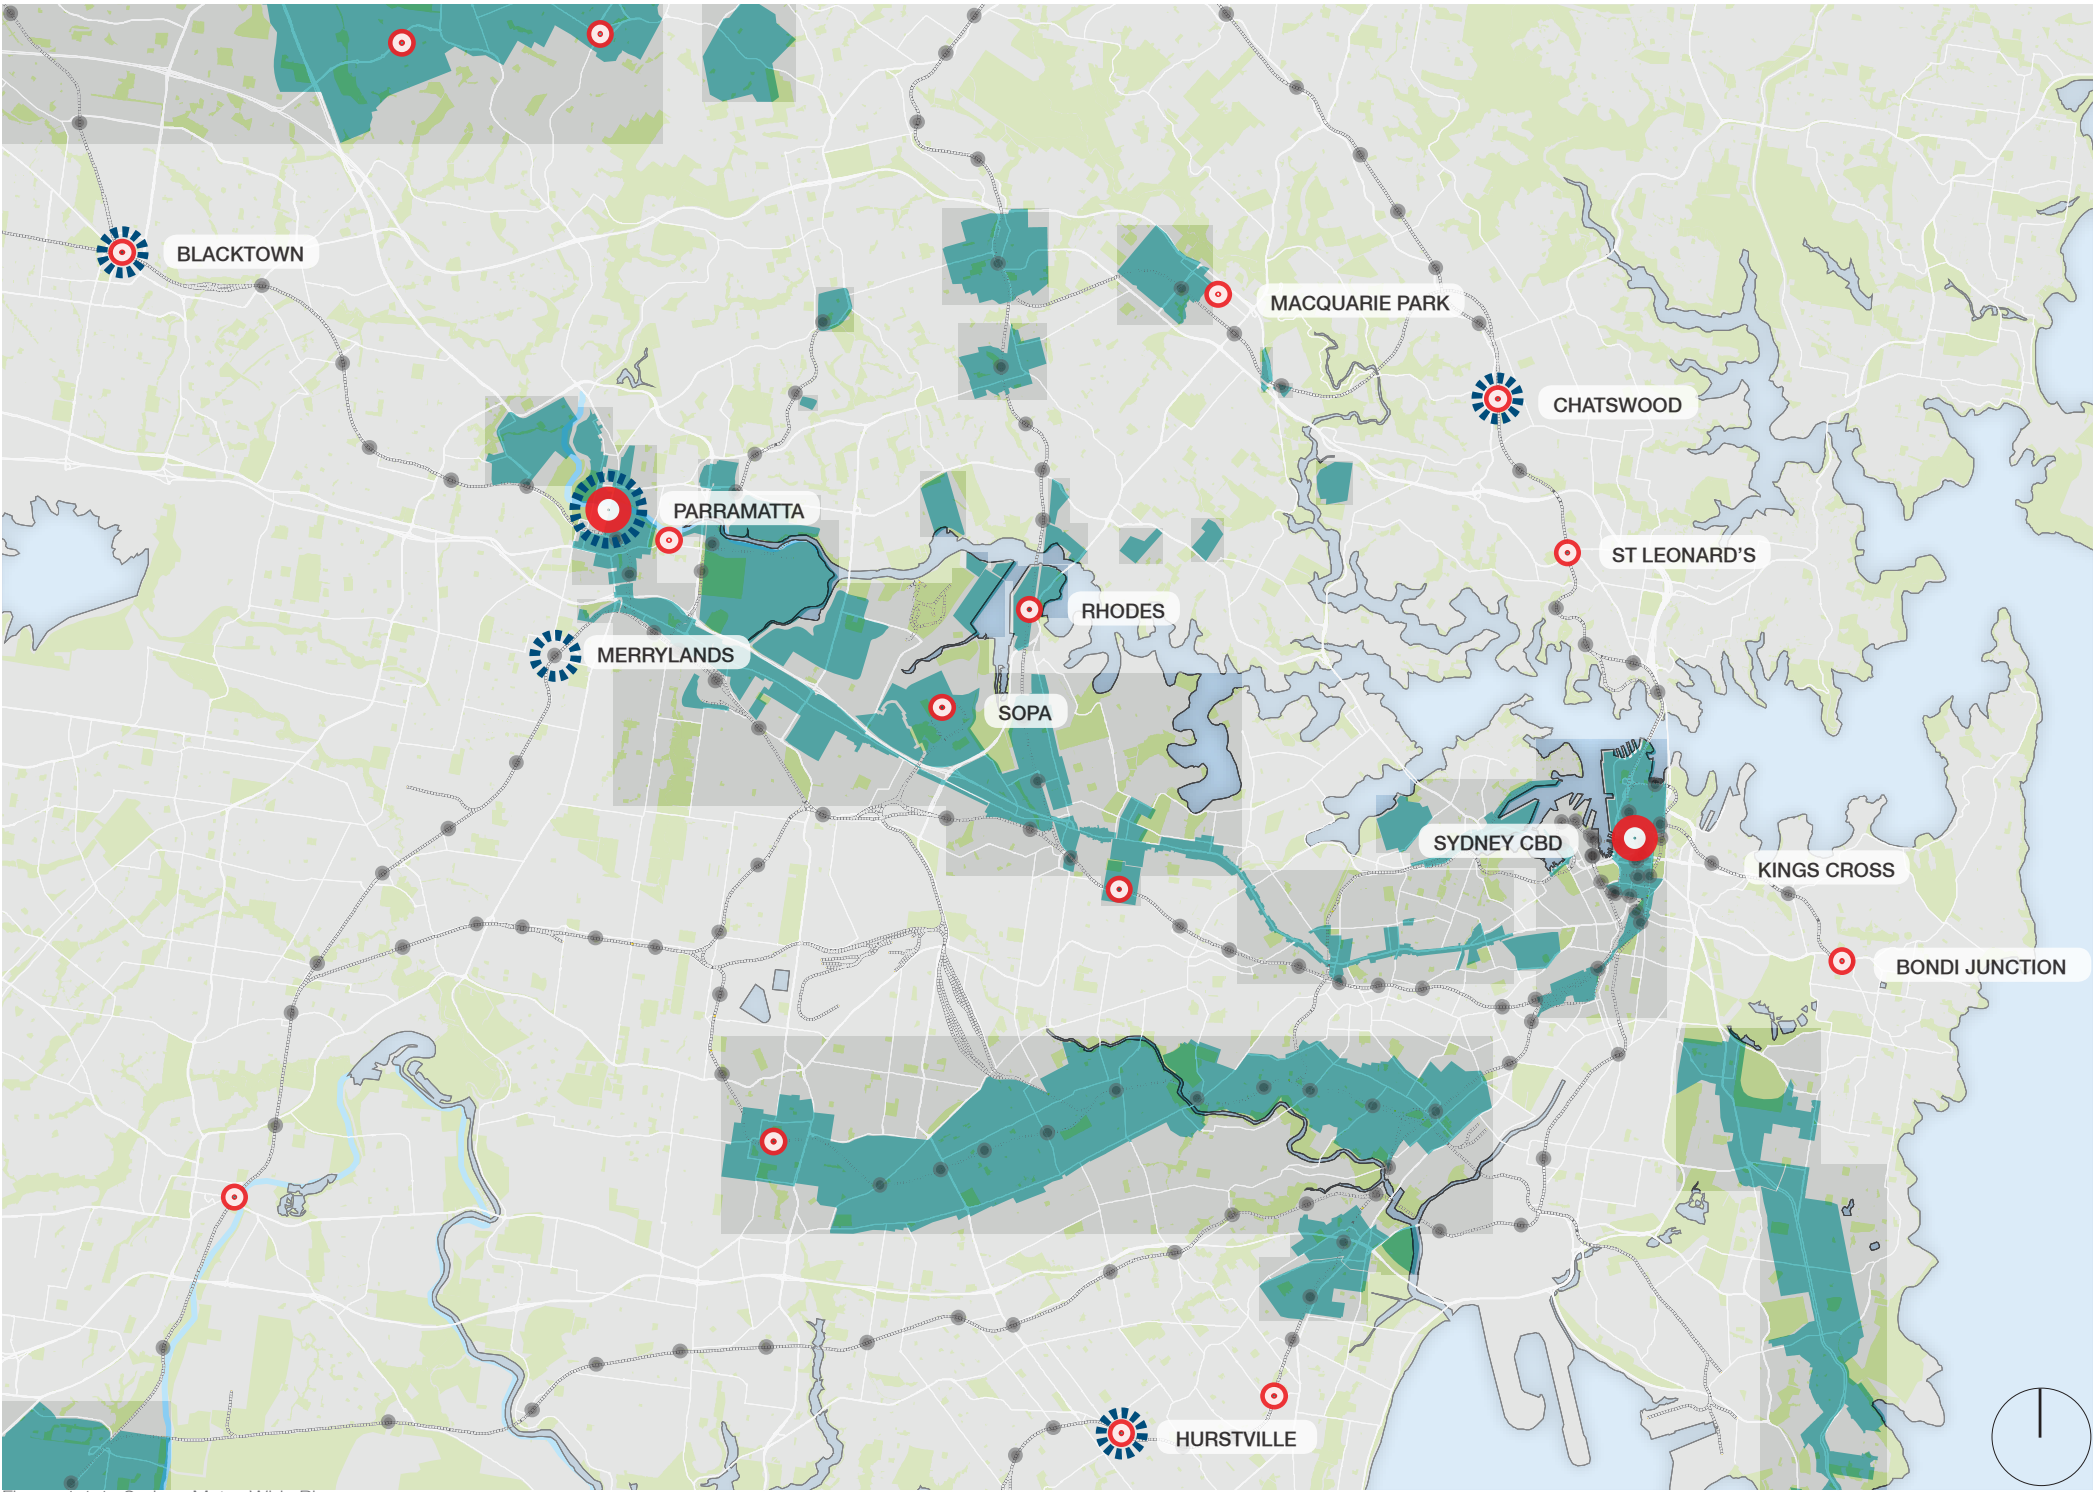 BLACKTOWN
MACQUARIE PARK
CHATSWOOD
PARRAMATTA
ST LEONARD'S
RHODES
MERRYLANDS
SOPA
SYDNEY CBD
KINGS CROSS
BONDI JUNCTION
HURSTVILLE